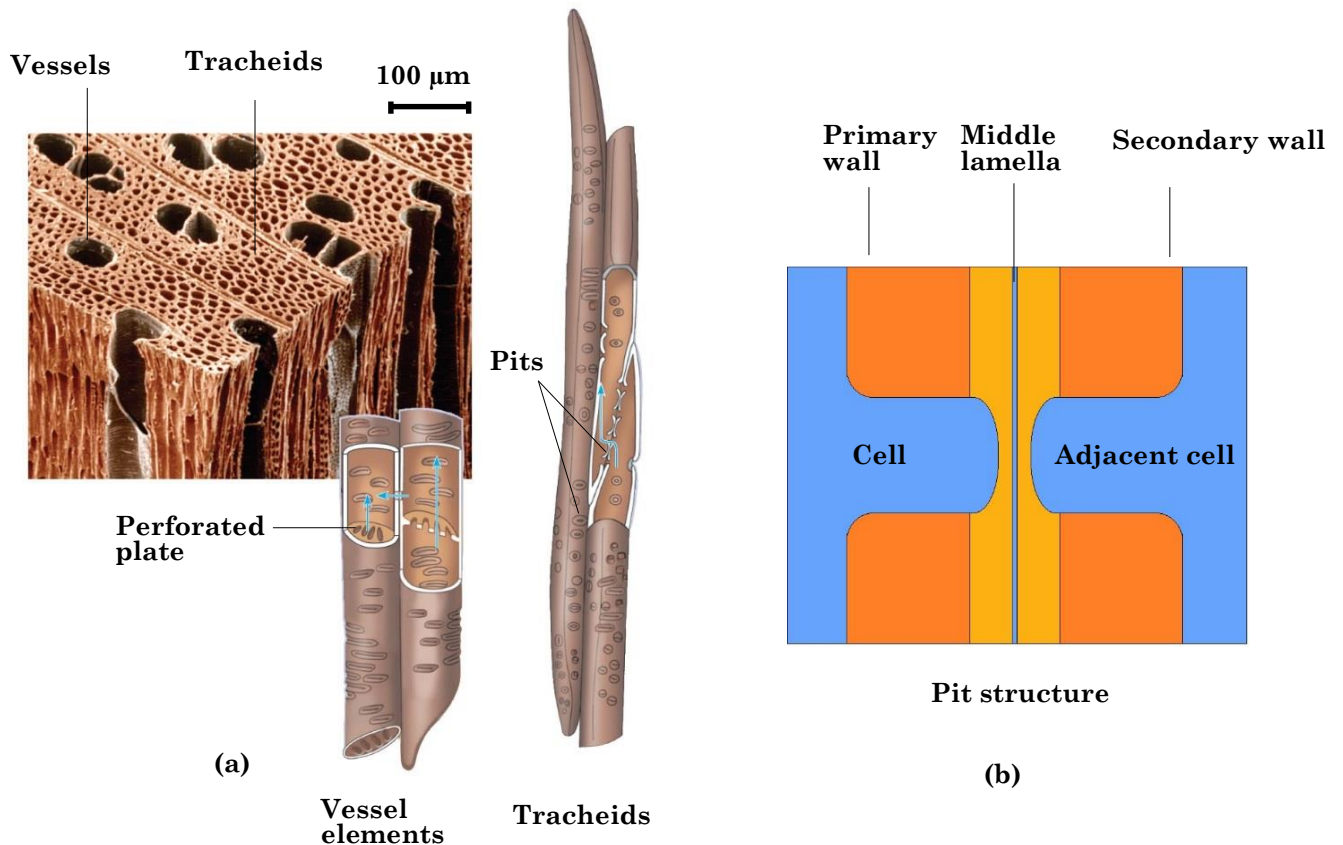 Vessels
Tracheids
100 µm
Pits
Perforated
plate
(a)
Vessel
elements
Tracheids
Primary
wall
Middle
lamella
Secondary wall
Cell
Adjacent cell
Pit structure
(b)